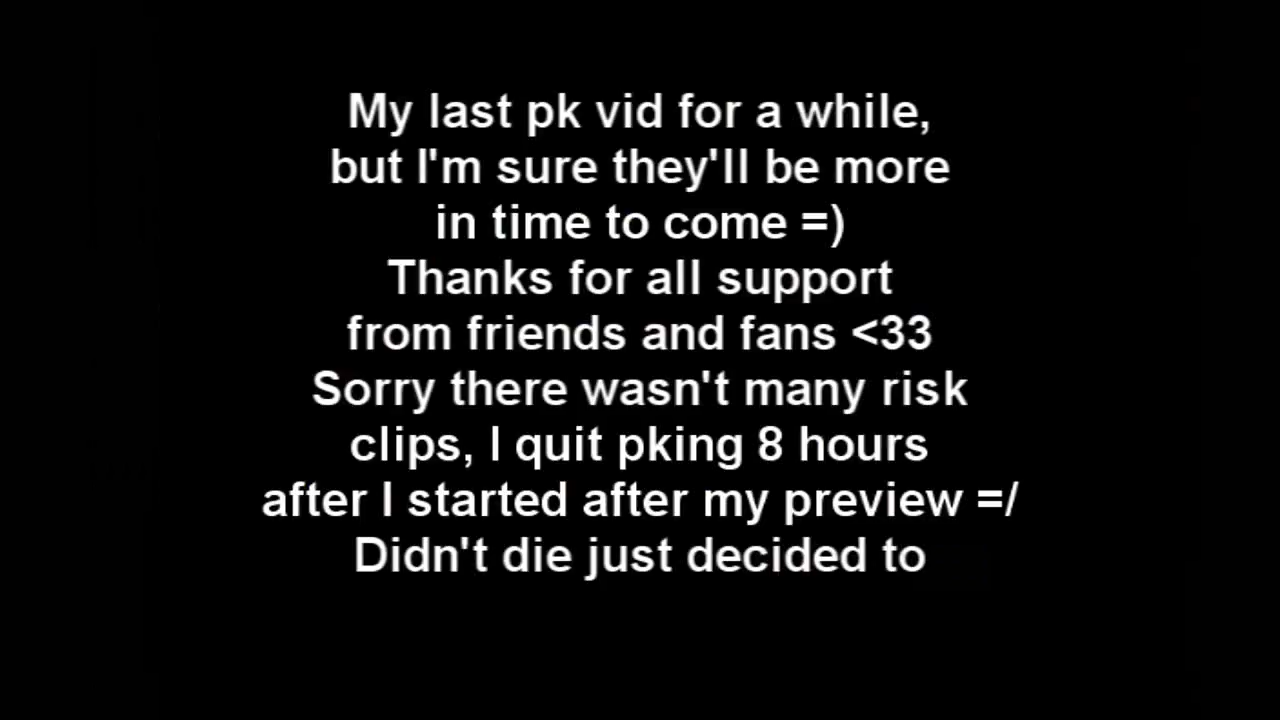 My last pk vid for a while,
but I'm sure they'll be more
in time to come =)
Thanks for all support
from friends and fans <33
Sorry there wasn't many risk
clips, I quit pking 8 hours
after I started after my preview =/
Didn't die just decided to